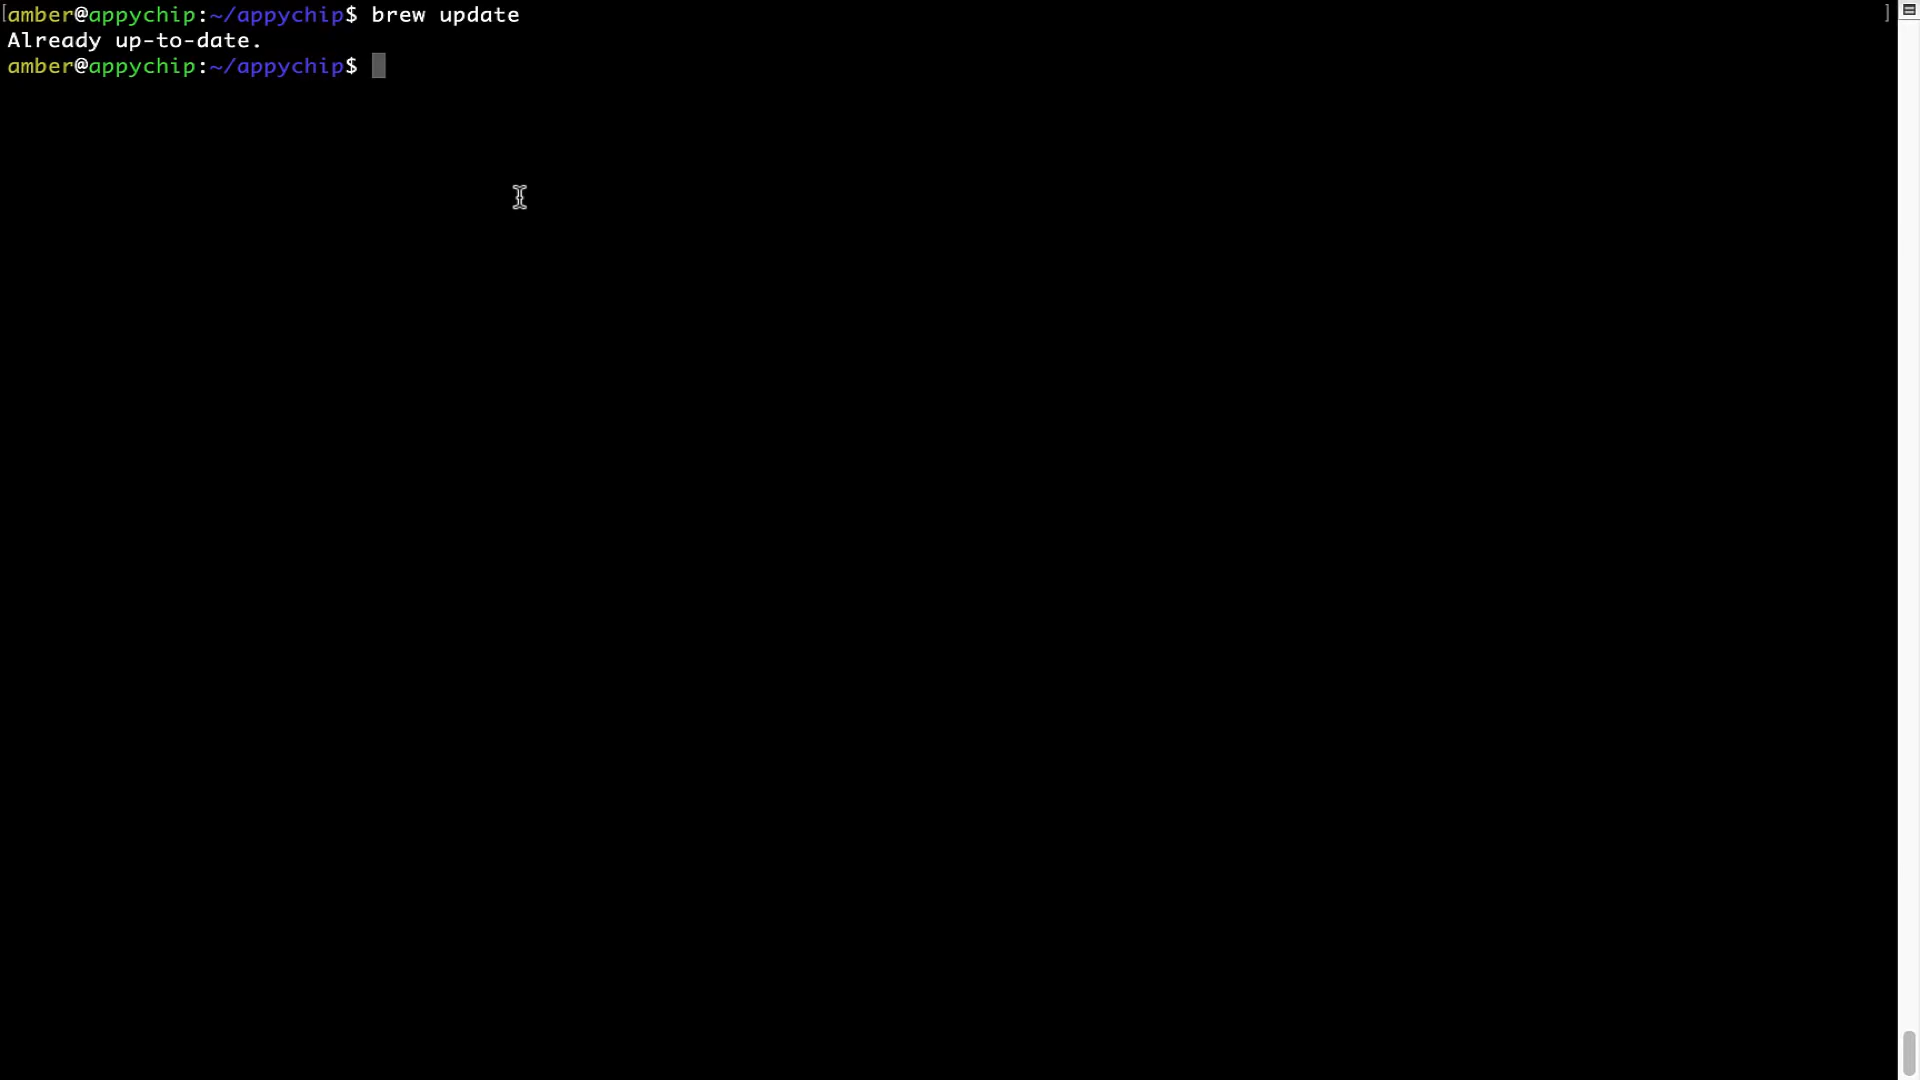 [amber@appychip:~/appychip$ brew update ]
Already up-to-date.
amber@appychip:~/appychip$